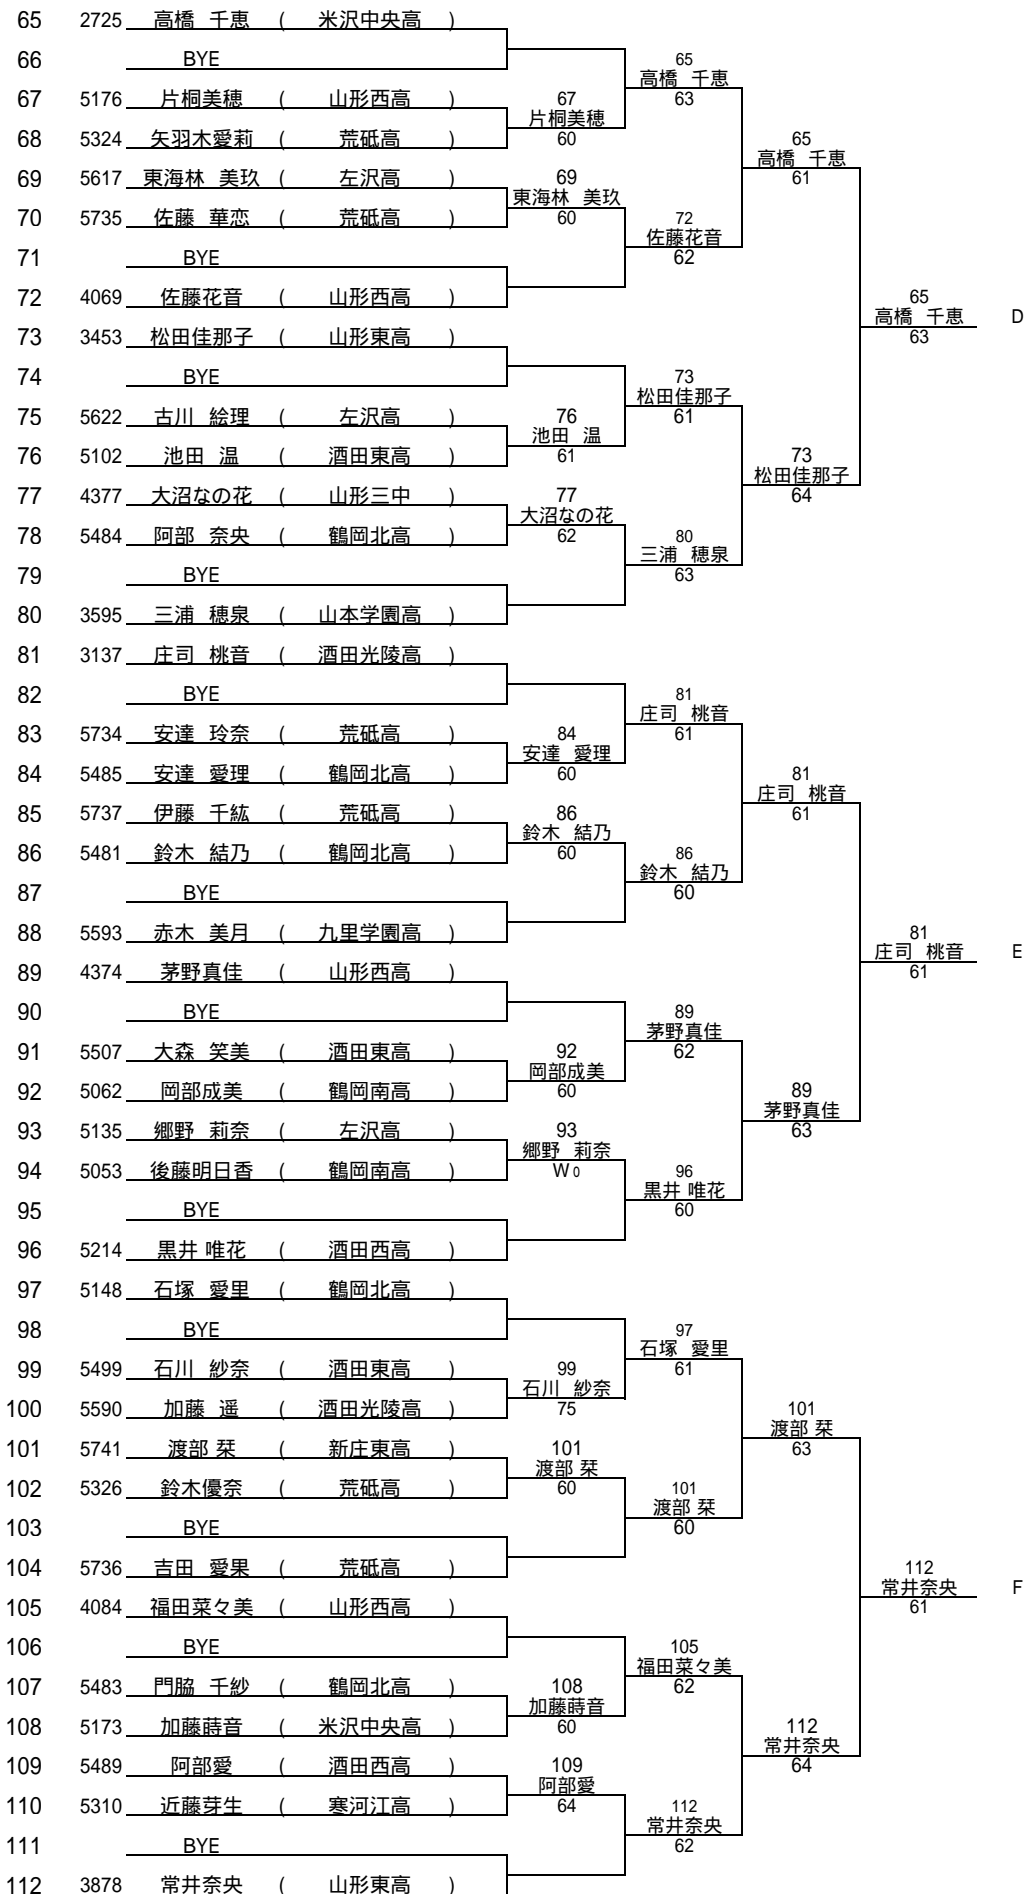 65 2725 高橋 千恵 ( 米沢中央高 )
66 BYE
65
高橋 千恵
63
67 5176 片桐美穂 ( 山形西高 )
67
片桐美穂
60
68 5324 矢羽木愛莉 ( 荒砥高 )
65
高橋 千恵
61
69 5617 東海林 美玖 ( 左沢高 )
69
東海林 美玖
60
70 5735 佐藤 華恋 ( 荒砥高 )
72
佐藤花音
62
71 BYE
72 4069 佐藤花音 ( 山形西高 )
65
高橋 千恵 D
63
73 3453 松田佳那子 ( 山形東高 )
74 BYE
73
松田佳那子
61
75 5622 古川 絵理 ( 左沢高 )
76
池田 温
61
76 5102 池田 温 ( 酒田東高 )
73
松田佳那子
64
77 4377 大沼なの花 ( 山形三中 )
77
大沼なの花
62
78 5484 阿部 奈央 ( 鶴岡北高 )
80
三浦 穂泉
63
79 BYE
80 3595 三浦 穂泉 ( 山本学園高 )
81 3137 庄司 桃音 ( 酒田光陵高 )
82 BYE
81
庄司 桃音
61
83 5734 安達 玲奈 ( 荒砥高 )
84
安達 愛理
60
84 5485 安達 愛理 ( 鶴岡北高 )
81
庄司 桃音
61
85 5737 伊藤 千紘 ( 荒砥高 )
86
鈴木 結乃
60
86 5481 鈴木 結乃 ( 鶴岡北高 )
86
鈴木 結乃
60
87 BYE
88 5593 赤木 美月 ( 九里学園高 )
81
庄司 桃音 E
61
89 4374 茅野真佳 ( 山形西高 )
90 BYE
89
茅野真佳
62
91 5507 大森 笑美 ( 酒田東高 )
92
岡部成美
60
92 5062 岡部成美 ( 鶴岡南高 )
89
茅野真佳
63
93 5135 郷野 莉奈 ( 左沢高 )
93
郷野 莉奈
W0
94 5053 後藤明日香 ( 鶴岡南高 )
96
黒井 唯花
60
95 BYE
96 5214 黒井 唯花 ( 酒田西高 )
97 5148 石塚 愛里 ( 鶴岡北高 )
98 BYE
97
石塚 愛里
61
99 5499 石川 紗奈 ( 酒田東高 )
99
石川 紗奈
75
100 5590 加藤 遥 ( 酒田光陵高 )
101
渡部 栞
63
101 5741 渡部 栞 ( 新庄東高 )
101
渡部 栞
60
102 5326 鈴木優奈 ( 荒砥高 )
101
渡部 栞
60
103 BYE
104 5736 吉田 愛果 ( 荒砥高 )
112
常井奈央 F
61
105 4084 福田菜々美 ( 山形西高 )
106 BYE
105
福田菜々美
62
107 5483 門脇 千紗 ( 鶴岡北高 )
108
加藤蒔音
60
108 5173 加藤蒔音 ( 米沢中央高 )
112
常井奈央
64
109 5489 阿部愛 ( 酒田西高 )
109
阿部愛
64
110 5310 近藤芽生 ( 寒河江高 )
112
常井奈央
62
111 BYE
112 3878 常井奈央 ( 山形東高 )